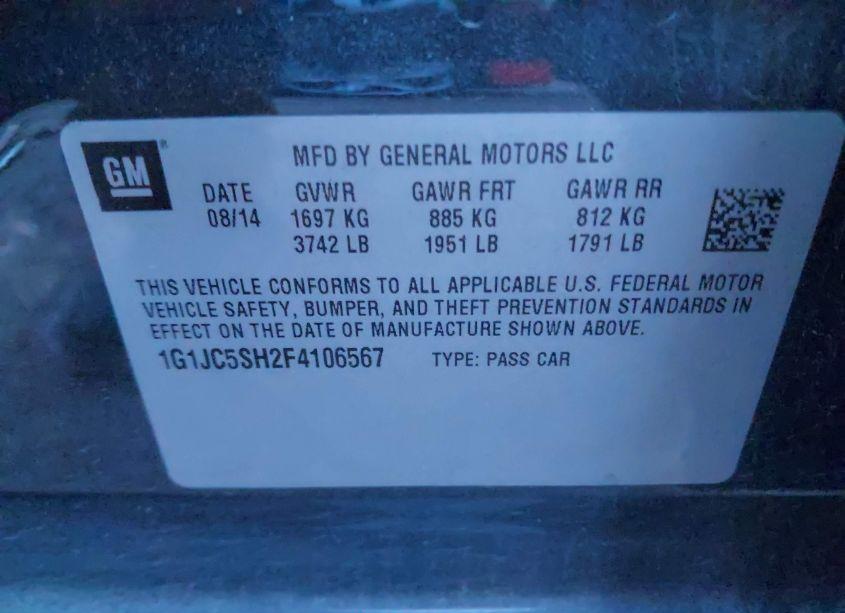 GM ®
MFD BY GENERAL MOTORS LLC
DATE GVWR GAWR FRT GAWR RR
08/14 1697 KG 885 KG 812 KG
3742 LB 1951 LB 1791 LB
THIS VEHICLE CONFORMS TO ALL APPLICABLE U.S. FEDERAL MOTOR
VEHICLE SAFETY, BUMPER, AND THEFT PREVENTION STANDARDS IN
EFFECT ON THE DATE OF MANUFACTURE SHOWN ABOVE.
1G1JC5SH2F4106567 TYPE: PASS CAR